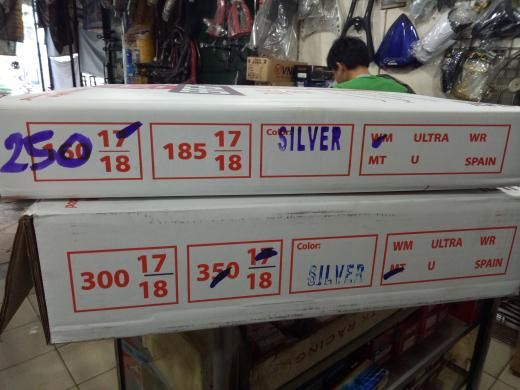 250 160 17/18
185 17/18
Color: SILVER
WM ULTRA WR
MT U SPAIN
300 17/18
350 17/18
Color: SILVER
WM ULTRA WR
MT U SPAIN
RACING